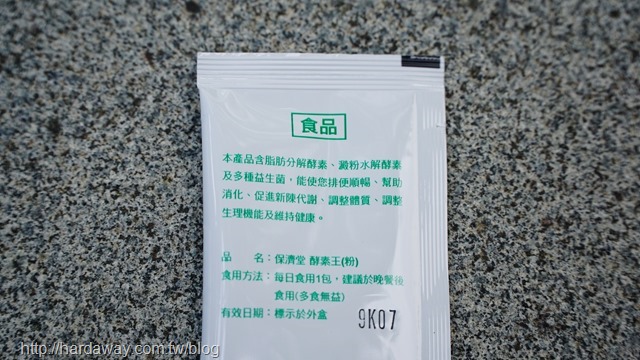 食品
本產品含脂肪分解酵素、澱粉水解酵素
及多種益生菌，能使您排便順暢、幫助
消化、促進新陳代謝、調整體質、調整
生理機能及維持健康。
品　　名：保濟堂 酵素王(粉)
食用方法：每日食用1包，建議於晚餐後
食用(多食無益)
有效日期：標示於外盒
9K07
http://hardaway.com.tw/blog